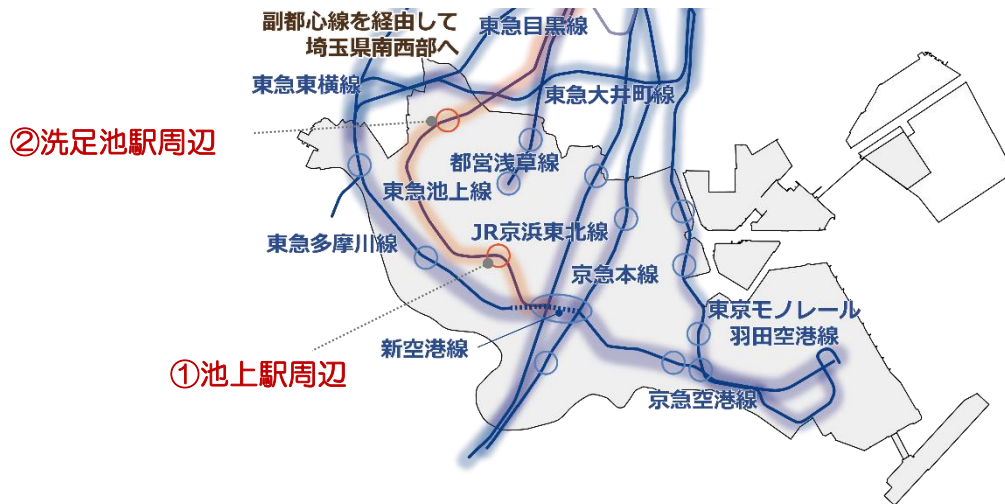 副都心線を経由して
埼玉県南西部へ
東急目黒線
東急東横線
東急大井町線
②洗足池駅周辺
都営浅草線
東急池上線
JR京浜東北線
東急多摩川線
京急本線
東京モノレール
羽田空港線
新空港線
①池上駅周辺
京急空港線